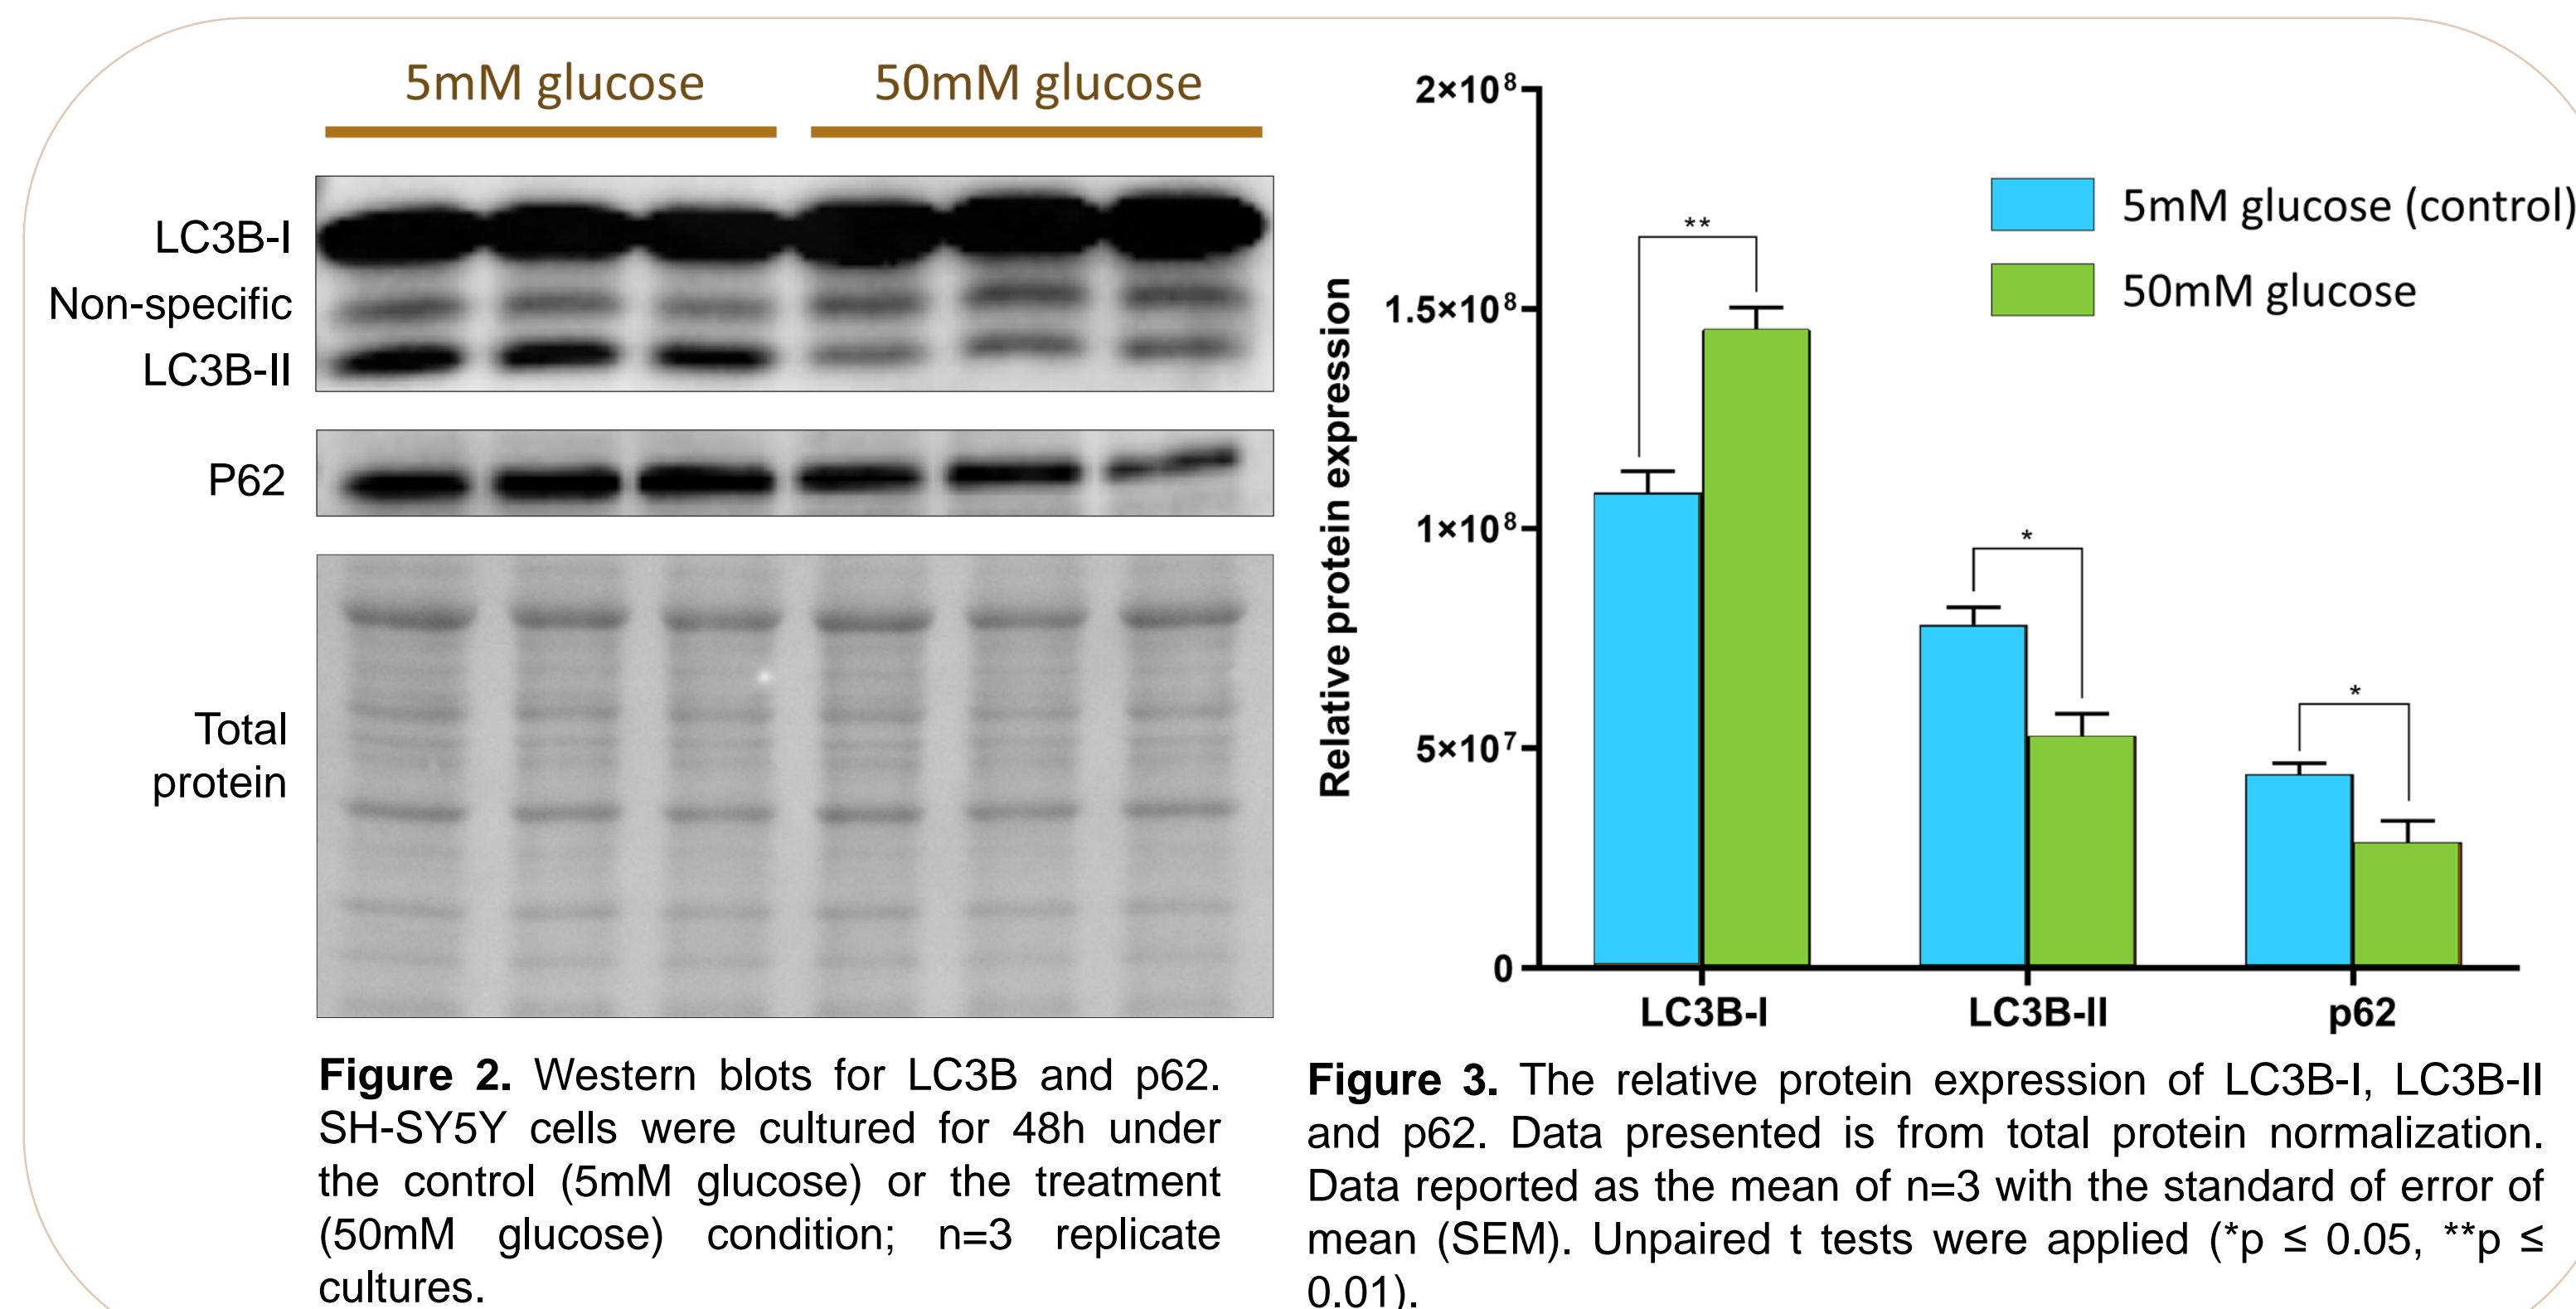 5mM glucose
50mM glucose
LC3B-I
Non-specific
LC3B-II
P62
Total
protein
Figure 2. Western blots for LC3B and p62.
SH-SY5Y cells were cultured for 48h under
the control (5mM glucose) or the treatment
(50mM glucose) condition; n=3 replicate
cultures.
Relative protein expression
2×10⁸
1.5×10⁸
1×10⁸
5×10⁷
0
**
*
*
5mM glucose (control)
50mM glucose
LC3B-I
LC3B-II
p62
Figure 3. The relative protein expression of LC3B-I, LC3B-II
and p62. Data presented is from total protein normalization.
Data reported as the mean of n=3 with the standard of error of
mean (SEM). Unpaired t tests were applied (*p ≤ 0.05, **p ≤
0.01).